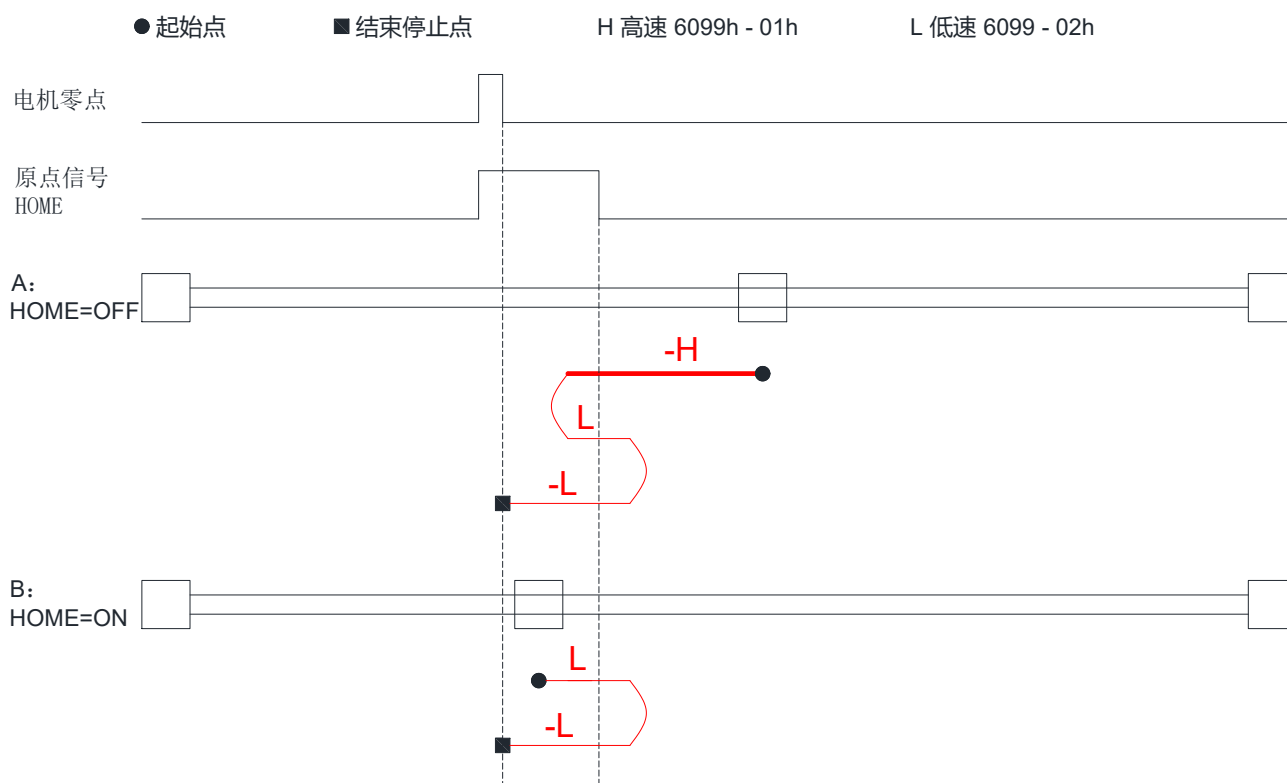 起始点 结束停止点 H 高速 6099h - 01h L 低速 6099 - 02h
电机零点
原点信号
HOME
A：
HOME=OFF
-H
L
-L
B：
HOME=ON
L
-L